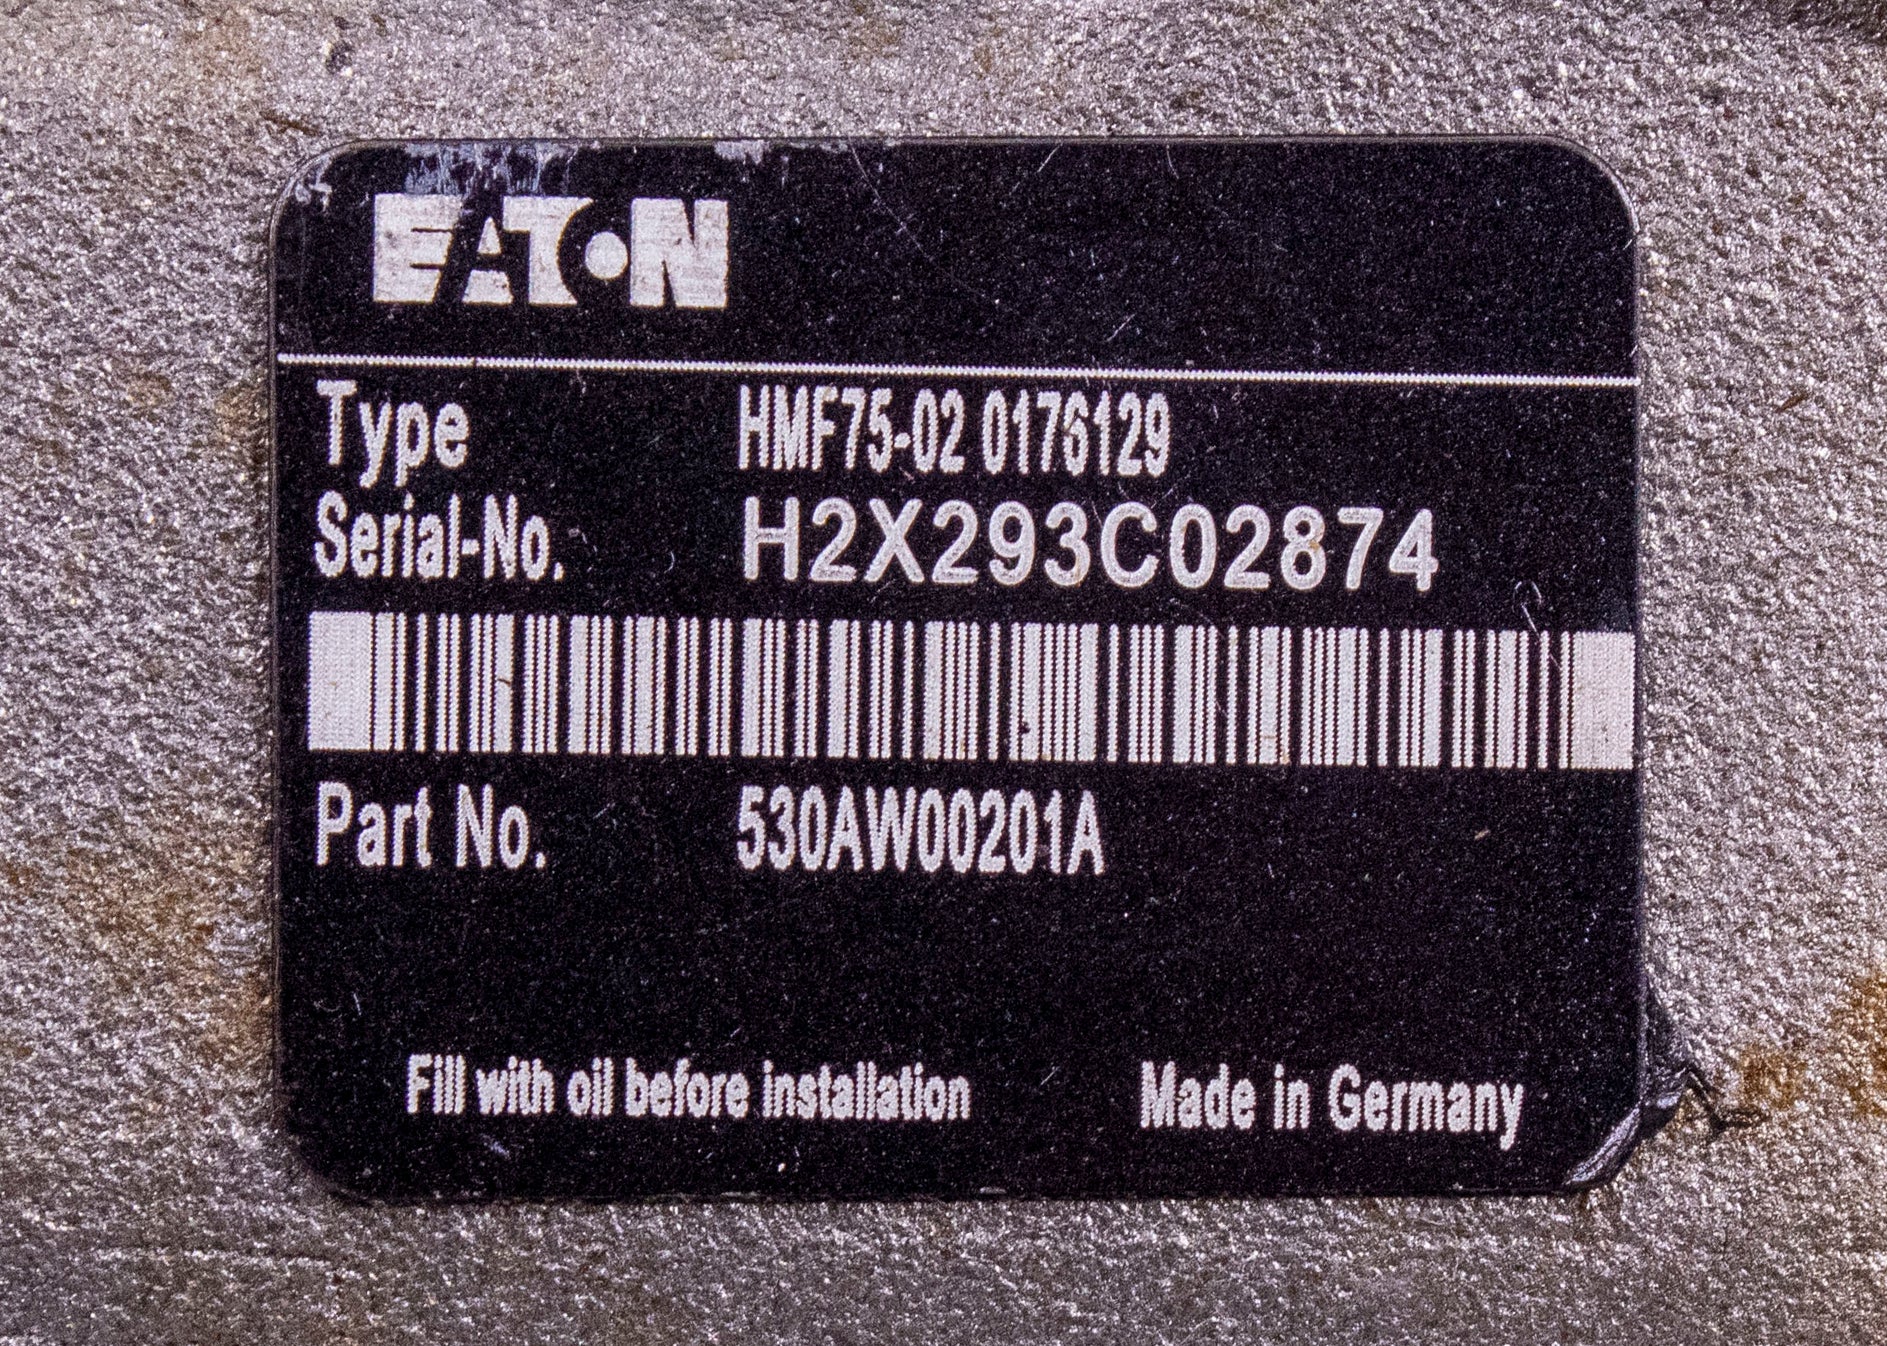 EATON
Type HMF75-02 0176129
Serial-No. H2X293C02874
Part No. 530AW00201A
Fill with oil before installation Made in Germany